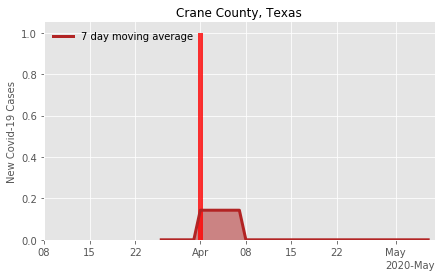 Crane County, Texas
7 day moving average
New Covid-19 Cases
1.0
0.8
0.6
0.4
0.2
0.0
08 15 22 Apr 08 15 22 May
2020-May